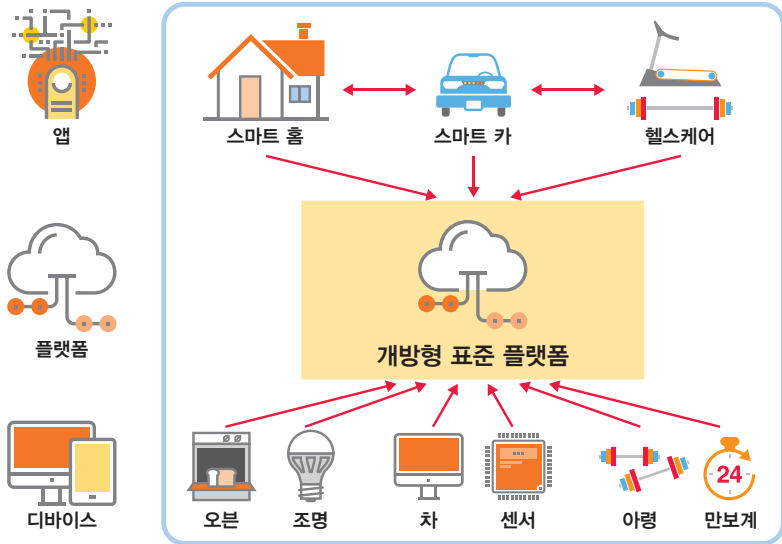 앱
스마트 홈
스마트 카
헬스케어
플랫폼
개방형 표준 플랫폼
디바이스
오븐
조명
차
센서
아령
24
만보계